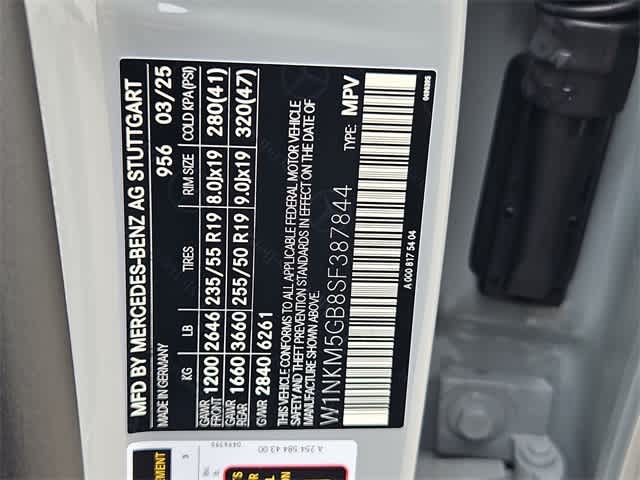 MFD BY MERCEDES-BENZ AG STUTTGART
MADE IN GERMANY 956 03/25
KG LB TIRES RIM SIZE COLD KPA(PSI)
GAWR FRONT 1200 2646 235/55 R19 8.0Jx19 280(41)
GAWR REAR 1660 3660 255/50 R19 9.0Jx19 320(47)
GVWR 2840 6261
THIS VEHICLE CONFORMS TO ALL APPLICABLE FEDERAL MOTOR VEHICLE
SAFETY AND THEFT PREVENTION STANDARDS IN EFFECT ON THE DATE OF
MANUFACTURE SHOWN ABOVE.
W1NKM5GB8SF387844 TYPE: MPV
A 000 817 54 04
A 254 584 43 00